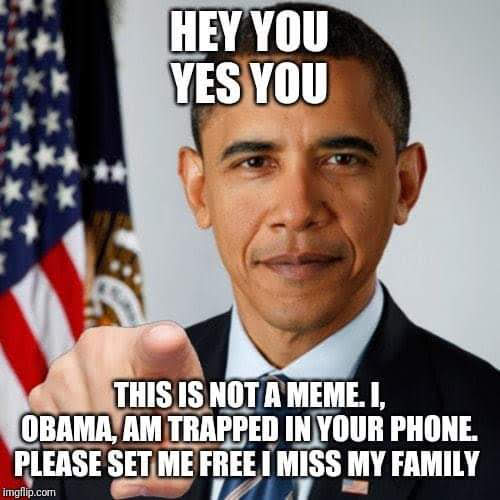 HEY YOU
YES YOU
THIS IS NOT A MEME. I,
OBAMA, AM TRAPPED IN YOUR PHONE.
PLEASE SET ME FREE I MISS MY FAMILY
imgflip.com